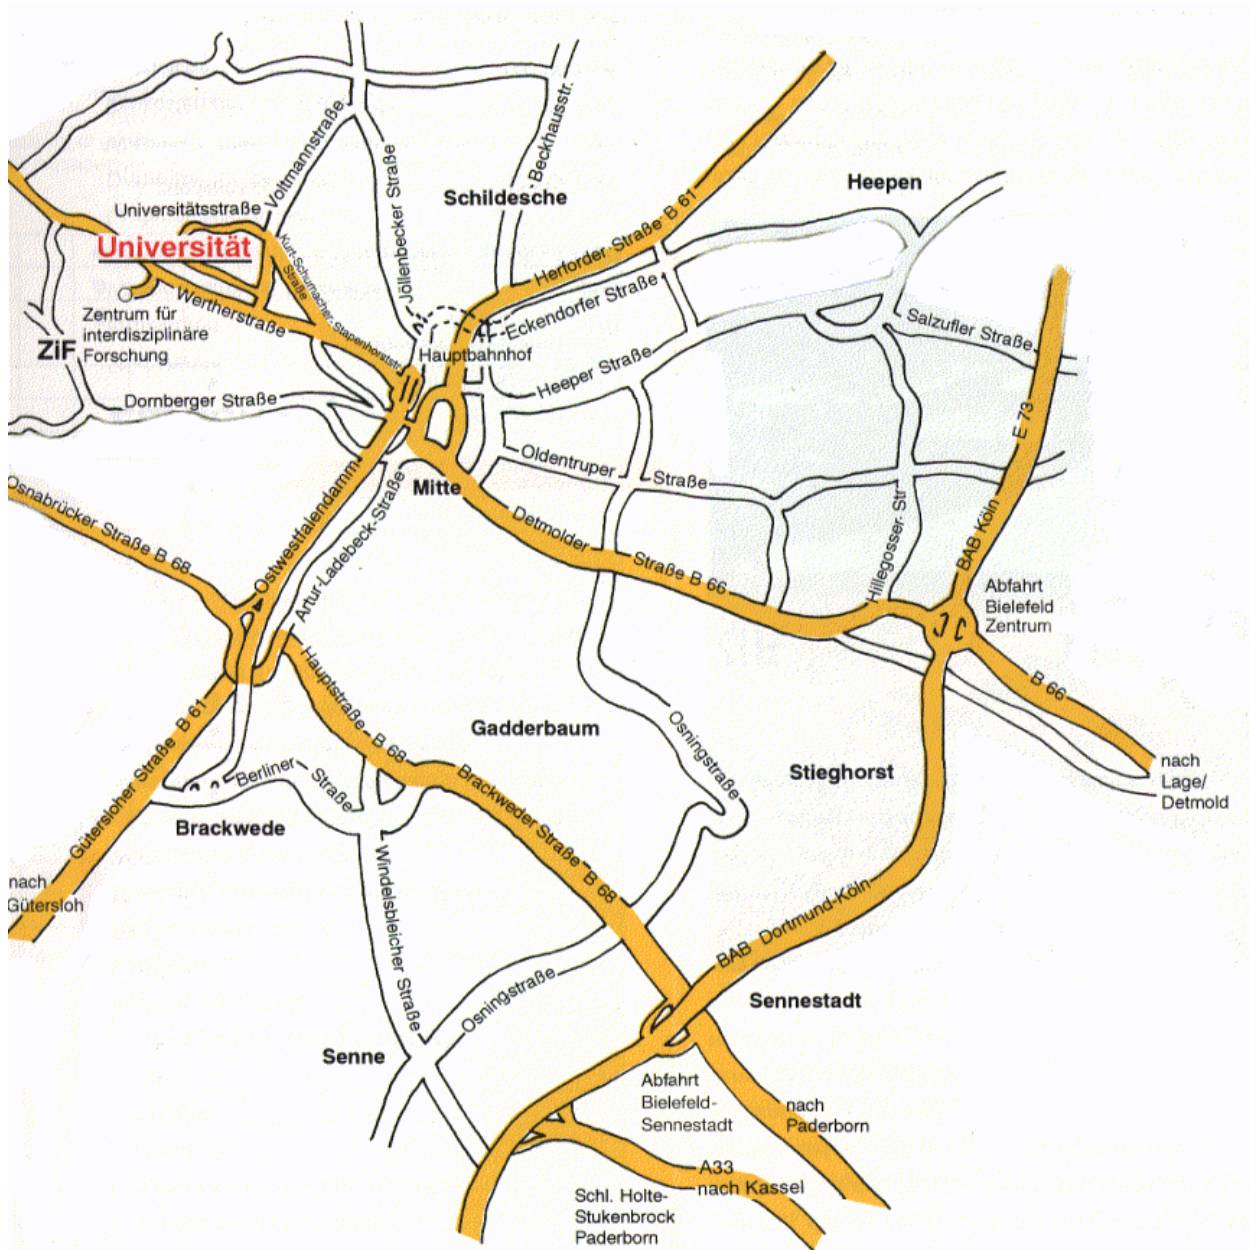 Beckhausstr.
Voltmannstraße
Jöllenbecker Straße
Schildesche
Heepen
Universitätsstraße
Universität
Herforder Straße B 61
Kurt-Schumacher-
Straße
Eckendorfer Straße
Wertherstraße
Stapenhorststr.
Zentrum für
interdisziplinäre
Forschung
ZiF
Hauptbahnhof
Salzufler Straße
Heeper Straße
Dornberger Straße
E 73
Oldentruper Straße
Mitte
Osnabrücker Straße B 68
Ostwestfalendamm
Artur-Ladebeck-Straße
Detmolder Straße B 66
Hillegosser Str
BAB Köln
Abfahrt
Bielefeld
Zentrum
B 66
Hauptstraße B 68
Gadderbaum
Osningstraße
Stieghorst
nach
Lage/
Detmold
Gütersloher Straße B 61
Berliner Straße
Brackwede
Brackweder Straße B 68
nach
Gütersloh
Windelsbleicher Straße
BAB Dortmund-Köln
Osningstraße
Sennestadt
Senne
Abfahrt
Bielefeld-
Sennestadt
nach
Paderborn
A33
nach Kassel
Schl. Holte-
Stukenbrock
Paderborn